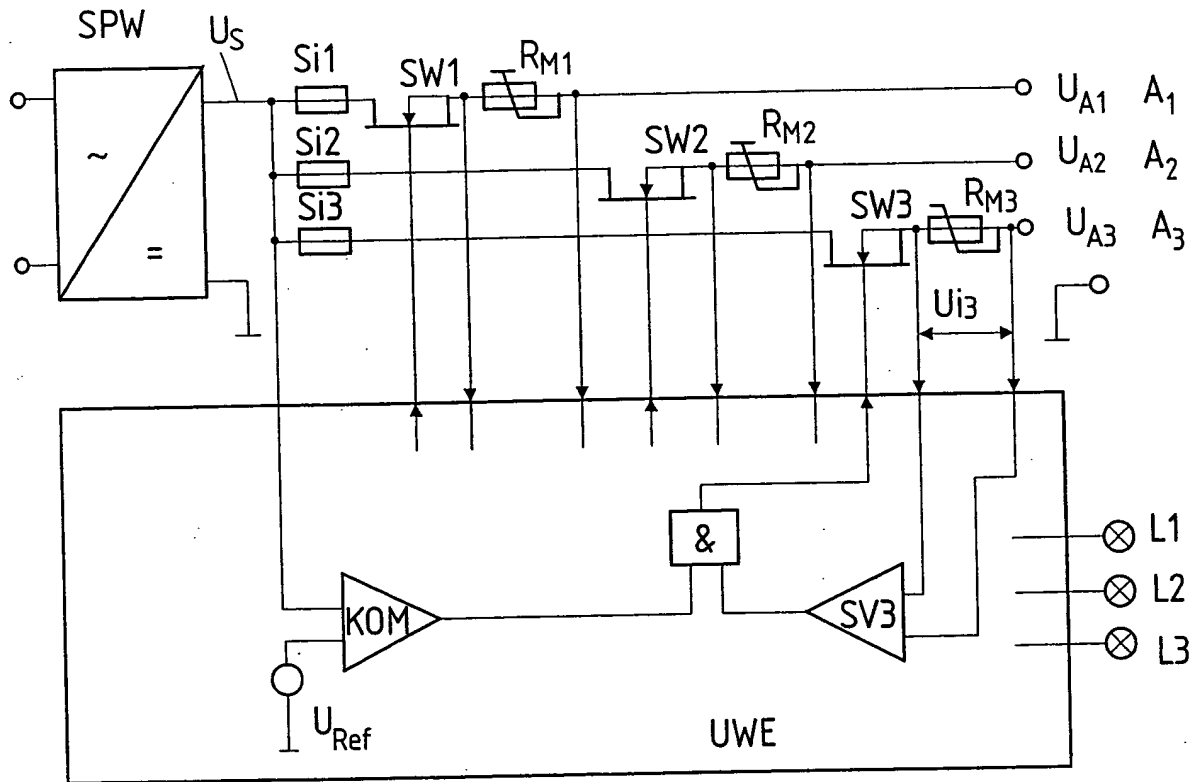 SPW
U_S
Si1
SW1
R_M1
U_A1 A_1
Si2
SW2
R_M2
U_A2 A_2
Si3
SW3
R_M3
U_A3 A_3
~
=
Ui3
&
KOM
SV3
L1
L2
L3
U_Ref
UWE